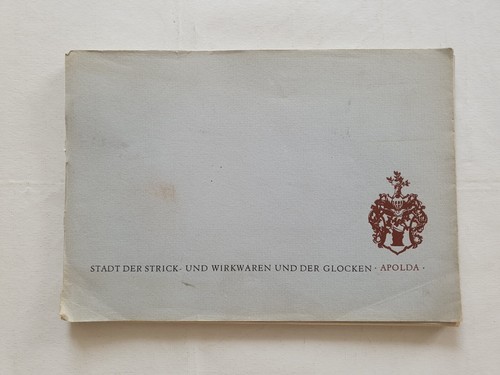 STADT DER STRICK- UND WIRKWAREN UND DER GLOCKEN · APOLDA ·